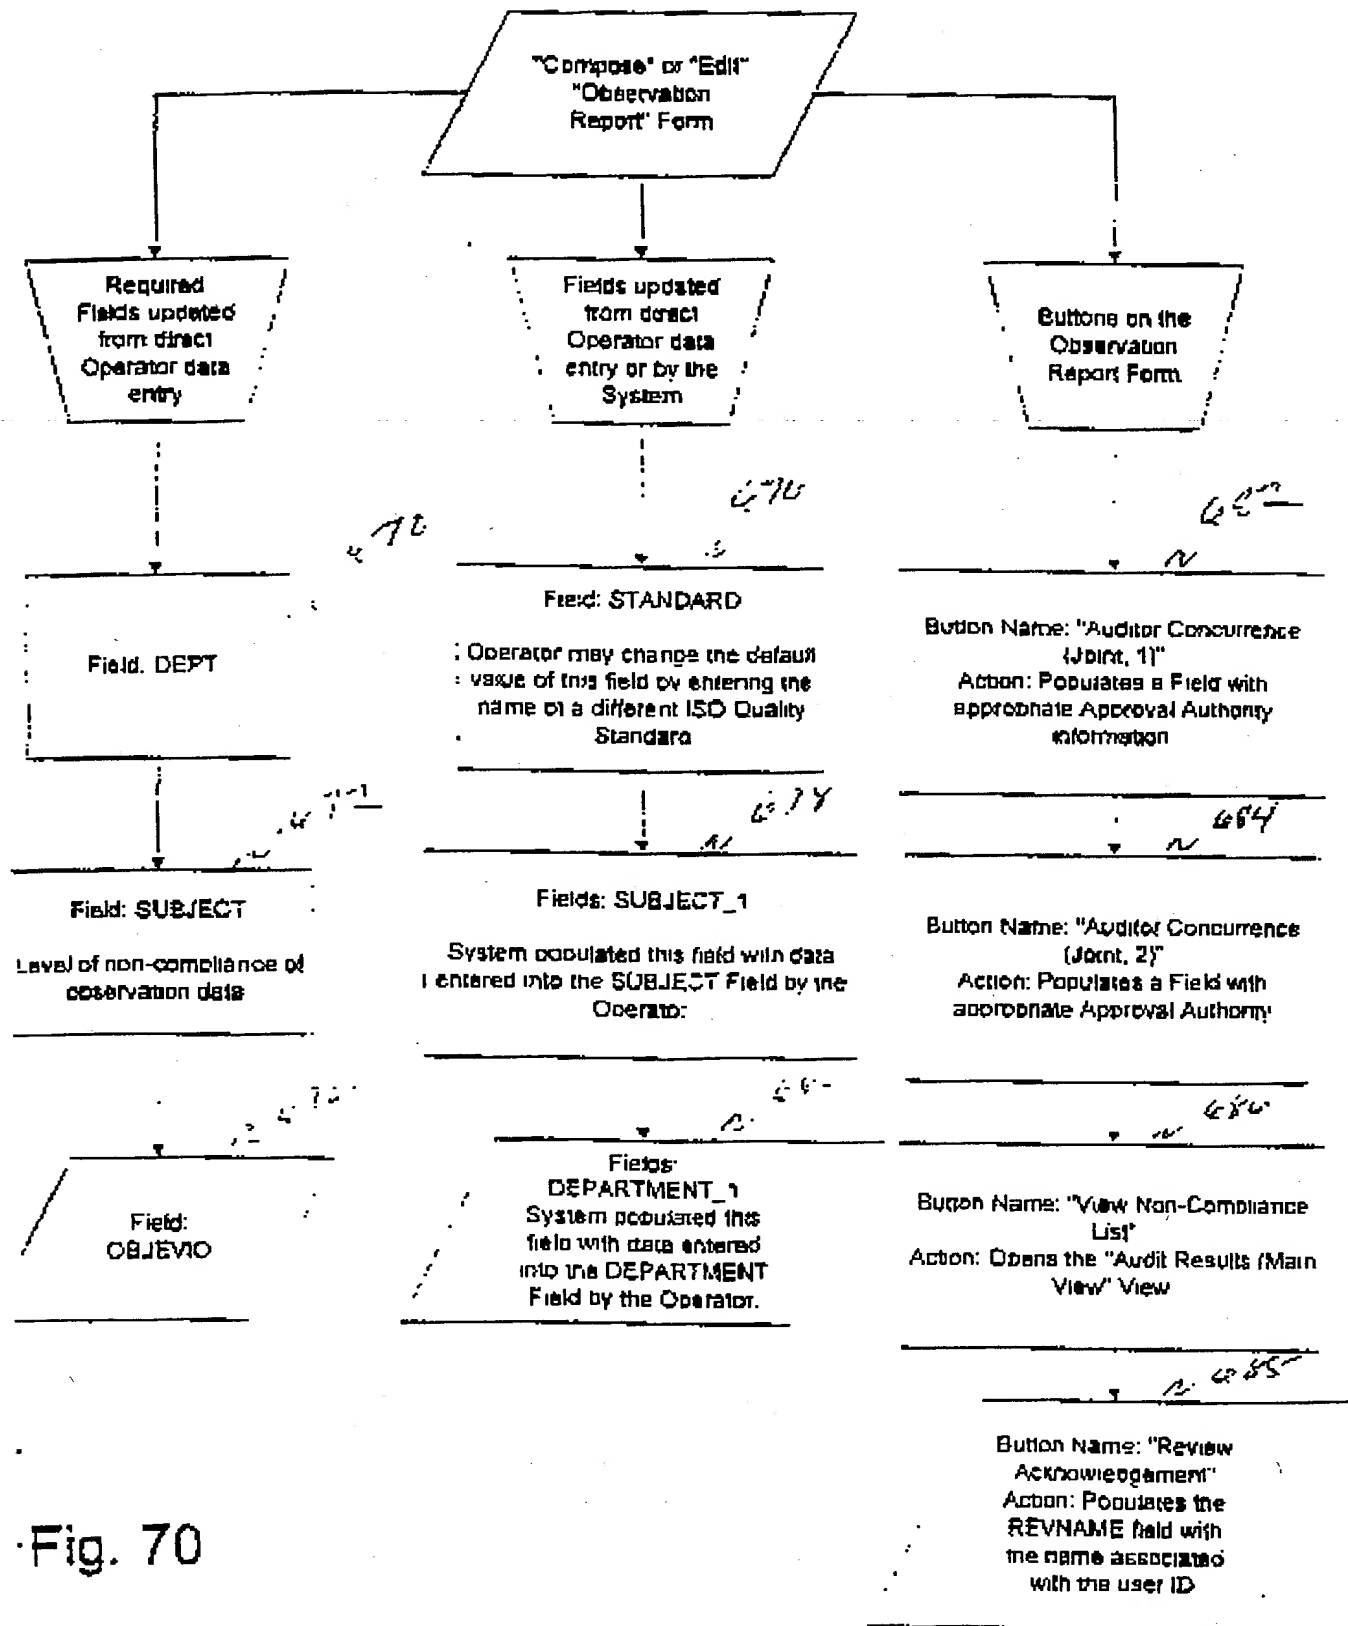 "Compose" or "Edit"
"Observation
Report" Form
Required
Fields updated
from direct
Operator data
entry
Field. DEPT
Field: SUBJECT
Level of non-compliance of
observation data
Field:
Fields updated
from direct
Operator data
entry or by the
System
Field: STANDARD
Operator may change the default
value of this field by entering the
name of a different ISO Quality
Standard
Fields: SUBJECT_1
System populated this field with data
entered into the SUBJECT Field by the
Operator.
Fields:
DEPARTMENT_1
System populated this
field with data entered
into the DEPARTMENT
Field by the Operator.
Buttons on the
Observation
Report Form
Button Name: "Auditor Concurrence
(Joint, 1)"
Action: Populates a Field with
appropriate Approval Authority
information
684
Button Name: "Auditor Concurrence
(Joint, 2)"
Action: Populates a Field with
appropriate Approval Authority
Button Name: "View Non-Compliance
List"
Action: Opens the "Audit Results (Main
View" View
Button Name: "Review
Acknowledgement"
Action: Populates the
REVNAME field with
the name associated
with the user ID
Fig. 70